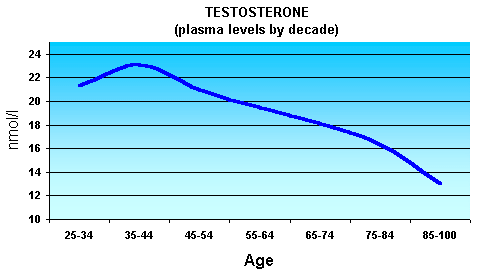 TESTOSTERONE
(plasma levels by decade)
24
22
20
18
16
14
12
10
nmol/l
25-34 35-44 45-54 55-64 65-74 75-84 85-100
Age